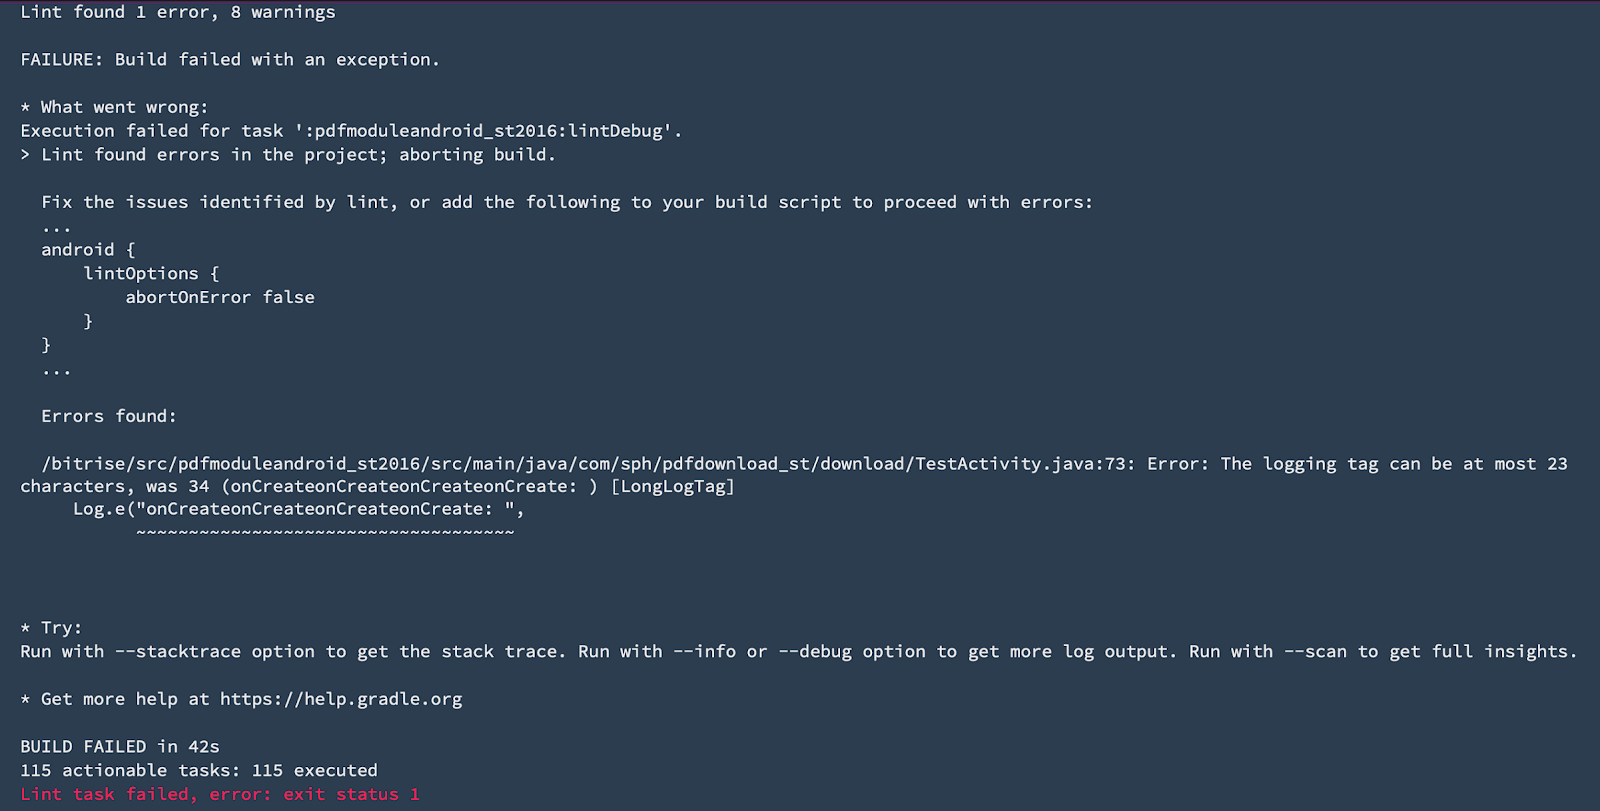 Lint found 1 error, 8 warnings
FAILURE: Build failed with an exception.
* What went wrong:
Execution failed for task ':pdfmoduleandroid_st2016:lintDebug'.
> Lint found errors in the project; aborting build.
Fix the issues identified by lint, or add the following to your build script to proceed with errors:
...
android {
lintOptions {
abortOnError false
}
}
...
Errors found:
/bitrise/src/pdfmoduleandroid_st2016/src/main/java/com/sph/pdfdownload_st/download/TestActivity.java:73: Error: The logging tag can be at most 23
characters, was 34 (onCreateonCreateonCreateonCreate: ) [LongLogTag]
Log.e("onCreateonCreateonCreateonCreate: ",
~~~~~~~~~~~~~~~~~~~~~~~~~~~~~~~~~~~~
* Try:
Run with --stacktrace option to get the stack trace. Run with --info or --debug option to get more log output. Run with --scan to get full insights.
* Get more help at https://help.gradle.org
BUILD FAILED in 42s
115 actionable tasks: 115 executed
Lint task failed, error: exit status 1